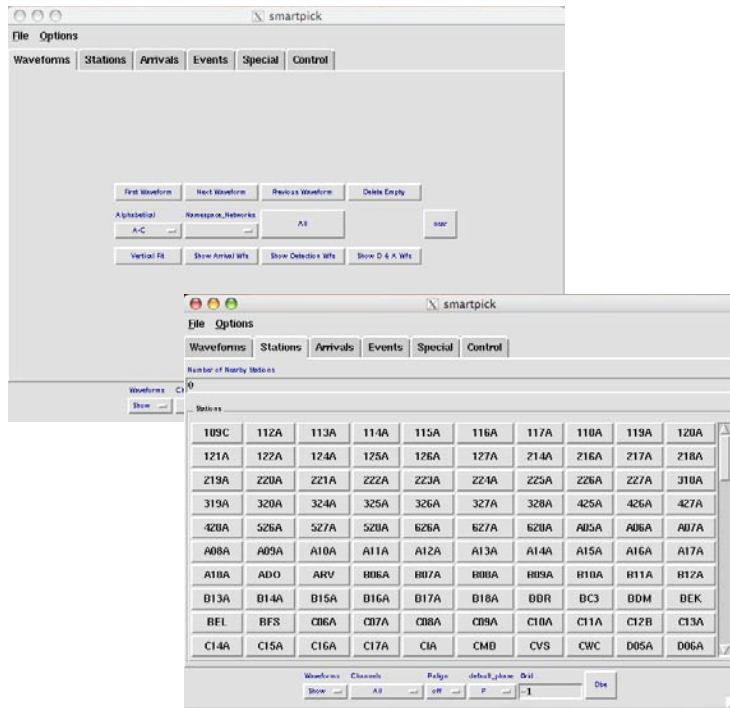 smartpick
File Options
Waveforms Stations Arrivals Events Special Control
First Waveform Next Waveform Previous Waveform Delete Empty
Alphabetical Namespace_Networks
A-C All
Vertical Fit Show Arrival Wfs Show Detection Wfs Show D & A Wfs
Waveforms
Show
smartpick
File Options
Waveforms Stations Arrivals Events Special Control
Number of Nearby Stations
0
Stations
109C 112A 113A 114A 115A 116A 117A 118A 119A 120A
121A 122A 124A 125A 126A 127A 214A 216A 217A 218A
219A 220A 221A 222A 223A 224A 225A 226A 227A 318A
319A 320A 324A 325A 326A 327A 328A 425A 426A 427A
428A 526A 527A 528A 626A 627A 628A A05A A06A A07A
A08A A09A A10A A11A A12A A13A A14A A15A A16A A17A
A18A ADO ARV B06A B07A B08A B09A B10A B11A B12A
B13A B14A B15A B16A B17A B18A BBR BC3 BDM BEK
BEL BFS C06A C07A C08A C09A C10A C11A C12B C13A
C14A C15A C16A C17A CIA CMB CVS CWC D05A D06A
Waveforms Channels Palign default_phase Orid
Show All off P -1 Dbe